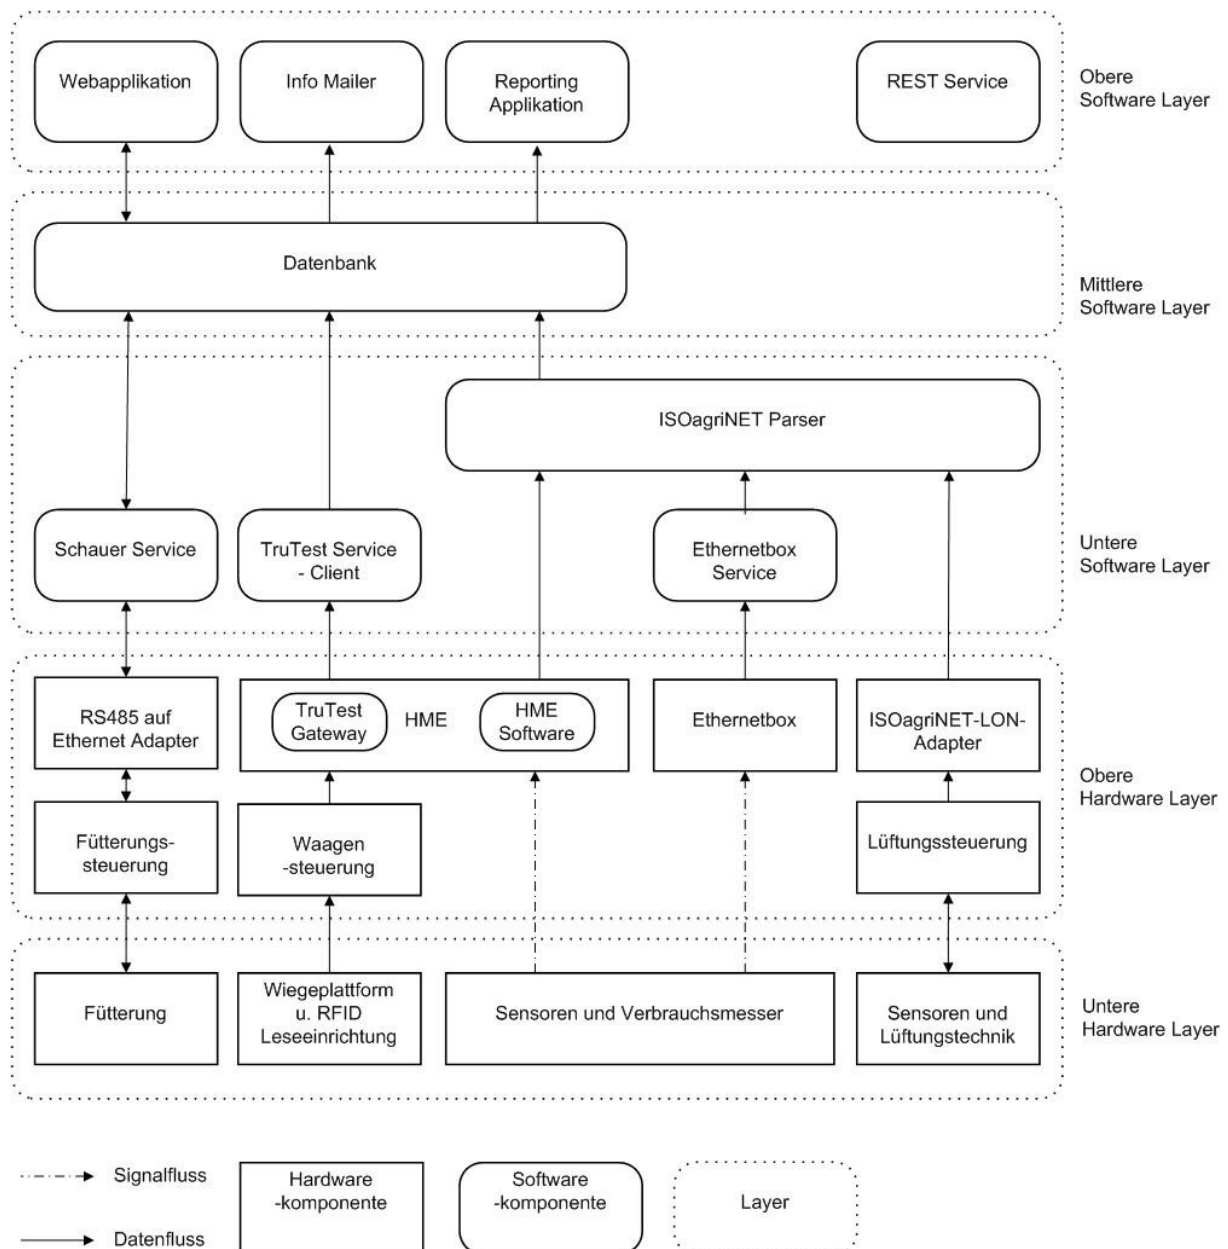 Webapplikation
Info Mailer
Reporting
Applikation
REST Service
Obere
Software Layer
Datenbank
Mittlere
Software Layer
ISOagriNET Parser
Schauer Service
TruTest Service
- Client
Ethernetbox
Service
Untere
Software Layer
RS485 auf
Ethernet Adapter
TruTest
Gateway
HME
HME
Software
Ethernetbox
ISOagriNET-LON-
Adapter
Obere
Hardware Layer
Fütterungs-
steuerung
Waagen
-steuerung
Lüftungssteuerung
Fütterung
Wiegeplattform
u. RFID
Leseeinrichtung
Sensoren und Verbrauchsmesser
Sensoren und
Lüftungstechnik
Untere
Hardware Layer
Signalfluss
Datenfluss
Hardware
-komponente
Software
-komponente
Layer